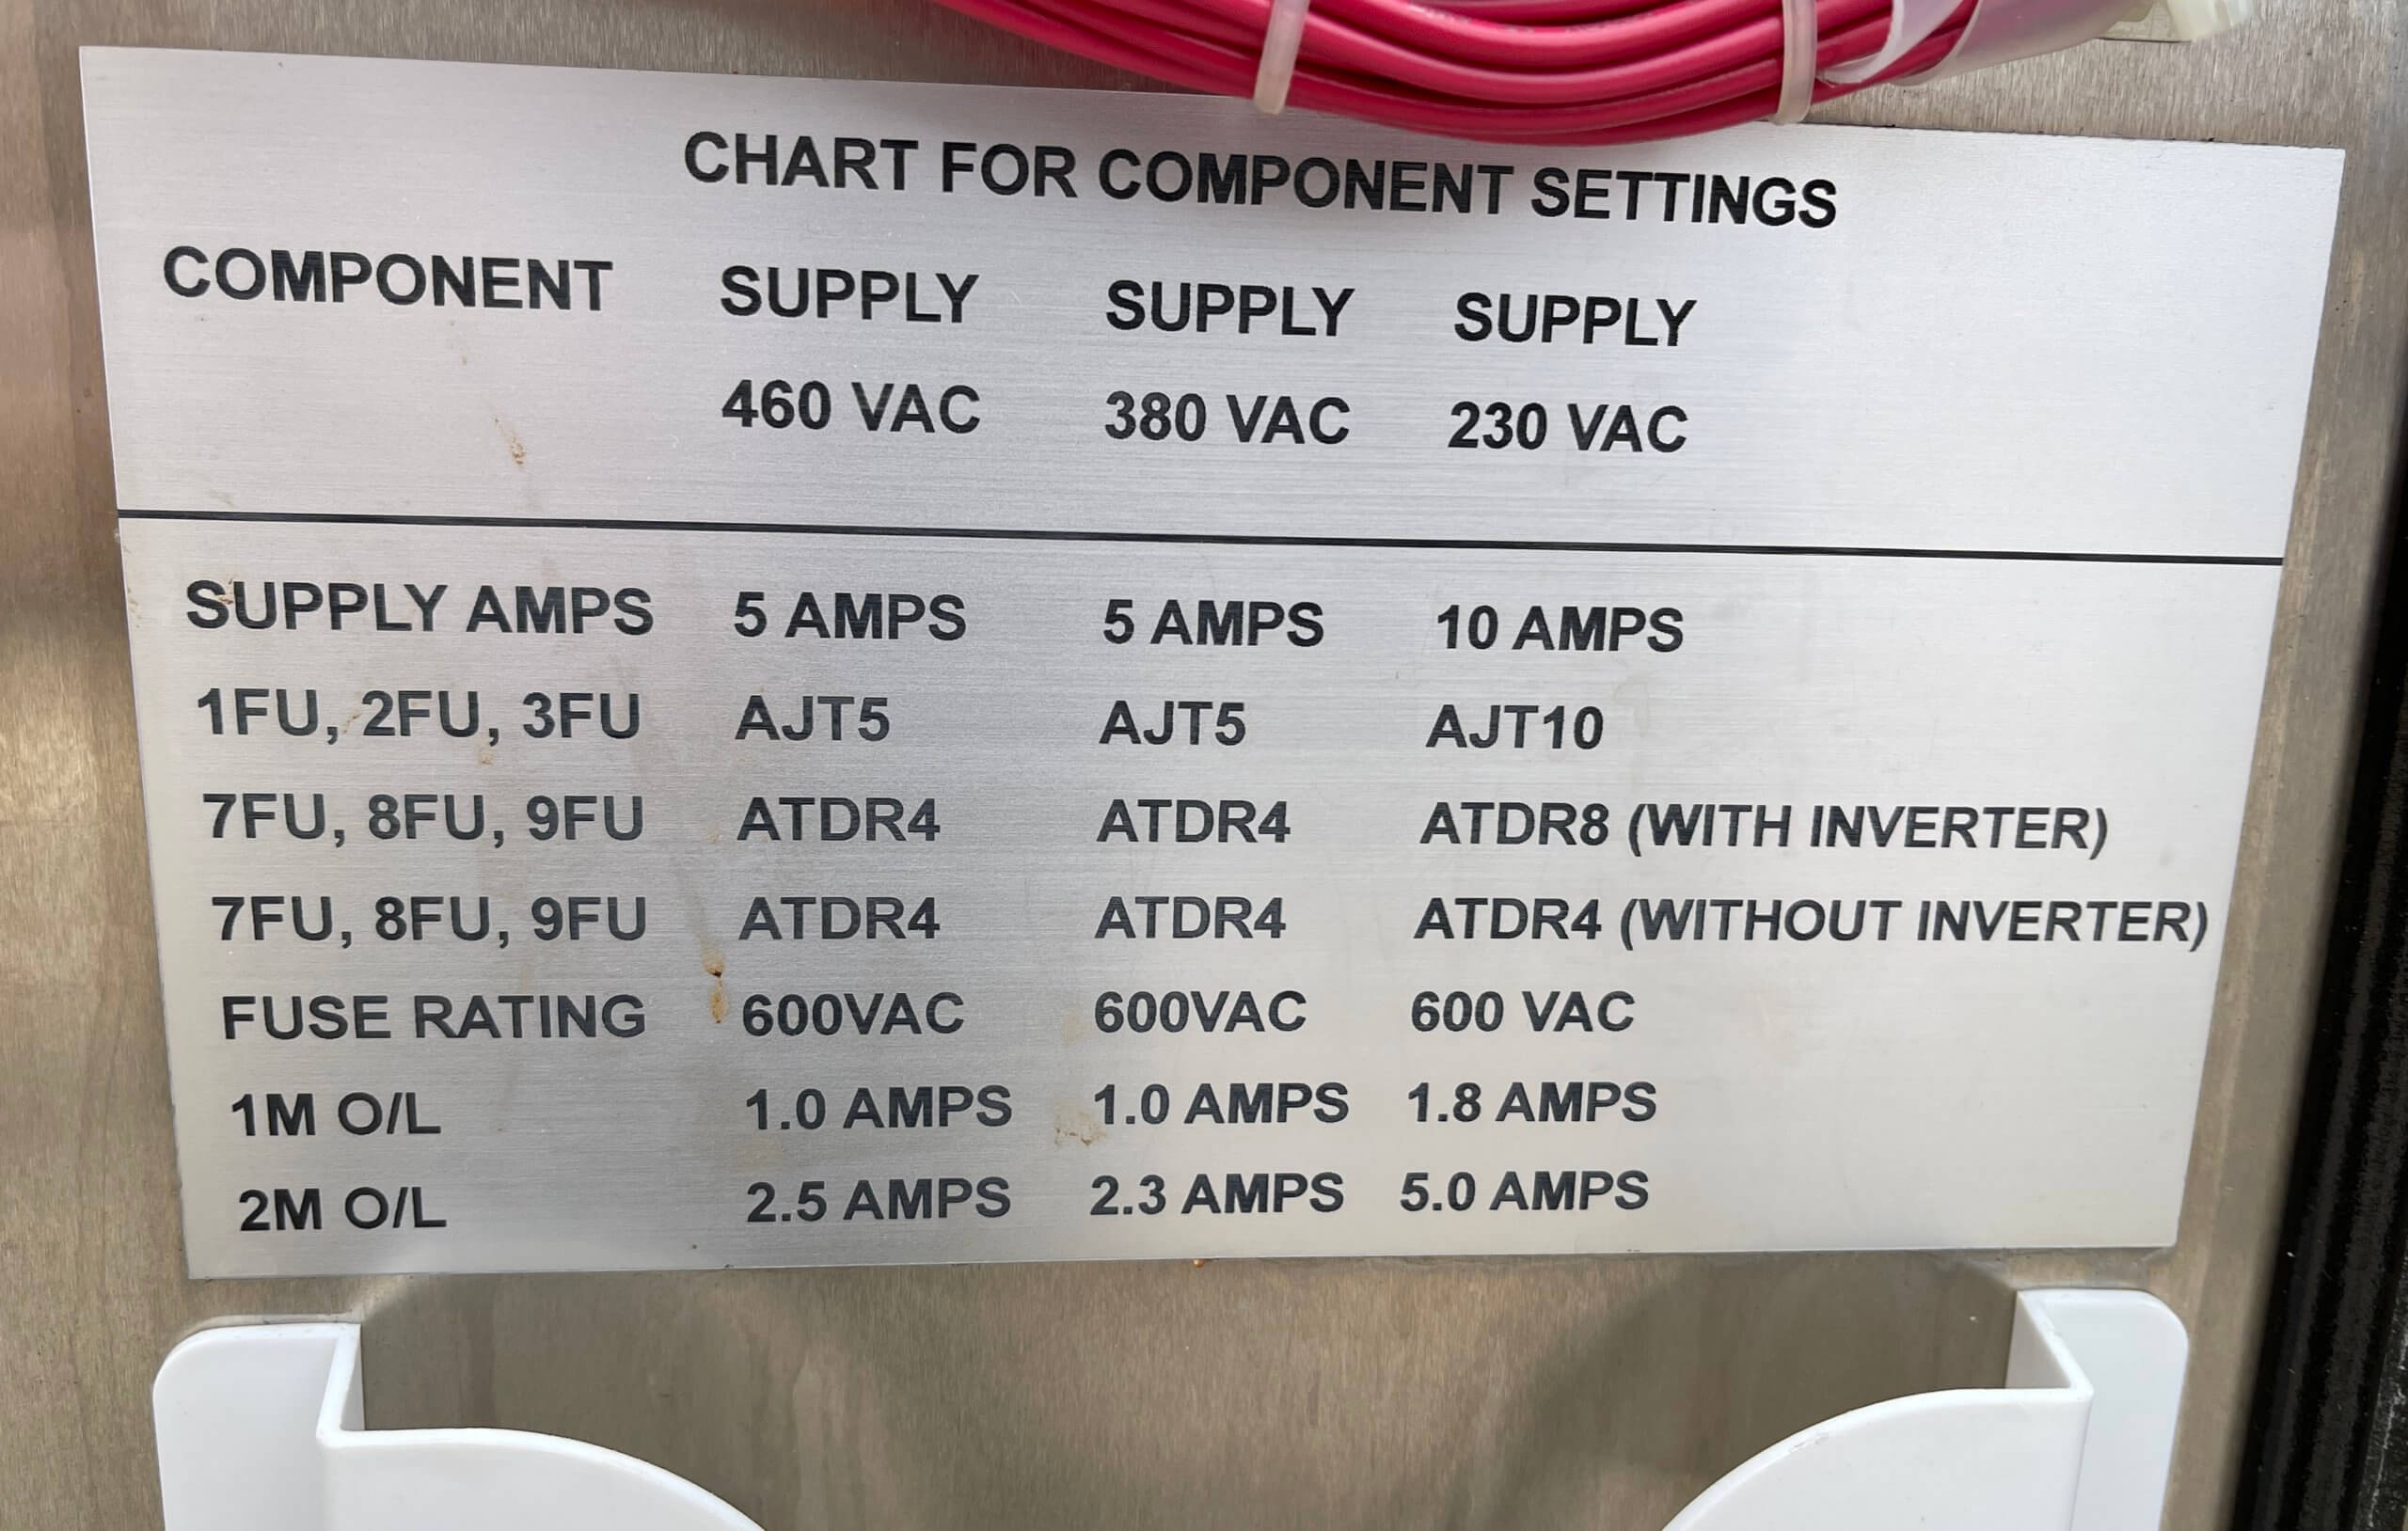 CHART FOR COMPONENT SETTINGS
COMPONENT SUPPLY SUPPLY SUPPLY
460 VAC 380 VAC 230 VAC
SUPPLY AMPS 5 AMPS 5 AMPS 10 AMPS
1FU, 2FU, 3FU AJT5 AJT5 AJT10
7FU, 8FU, 9FU ATDR4 ATDR4 ATDR8 (WITH INVERTER)
7FU, 8FU, 9FU ATDR4 ATDR4 ATDR4 (WITHOUT INVERTER)
FUSE RATING 600VAC 600VAC 600 VAC
1M O/L 1.0 AMPS 1.0 AMPS 1.8 AMPS
2M O/L 2.5 AMPS 2.3 AMPS 5.0 AMPS